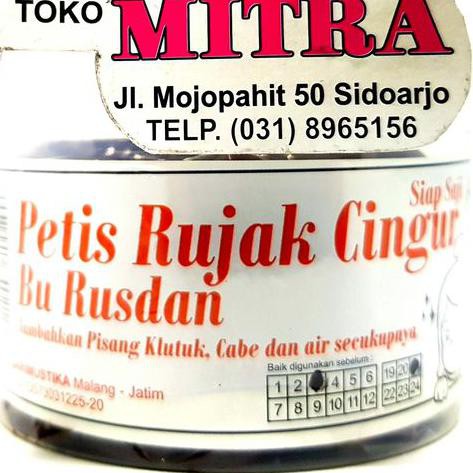 TOKO MITRA
Jl. Mojopahit 50 Sidoarjo
TELP. (031) 8965156
Siap Saji
Petis Rujak Cingur
Bu Rusdan
Tambahkan Pisang Klutuk, Cabe dan air secukupnya
Malang - Jatim
Baik digunakan sebelum :
1 2 4 5 6 19 20
7 8 9 10 11 12 22 23 24